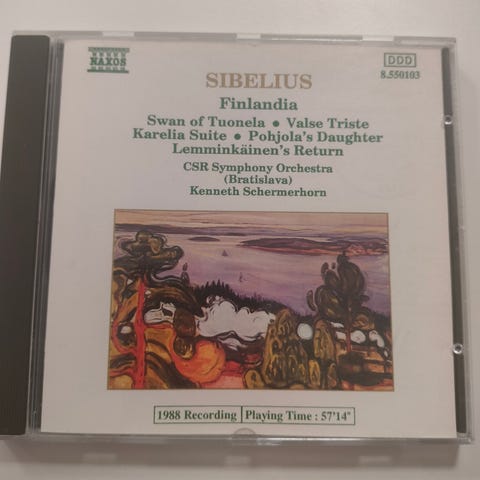 NAXOS
DDD
8.550103
SIBELIUS
Finlandia
Swan of Tuonela • Valse Triste
Karelia Suite • Pohjola's Daughter
Lemminkäinen's Return
CSR Symphony Orchestra
(Bratislava)
Kenneth Schermerhorn
1988 Recording Playing Time : 57'14"